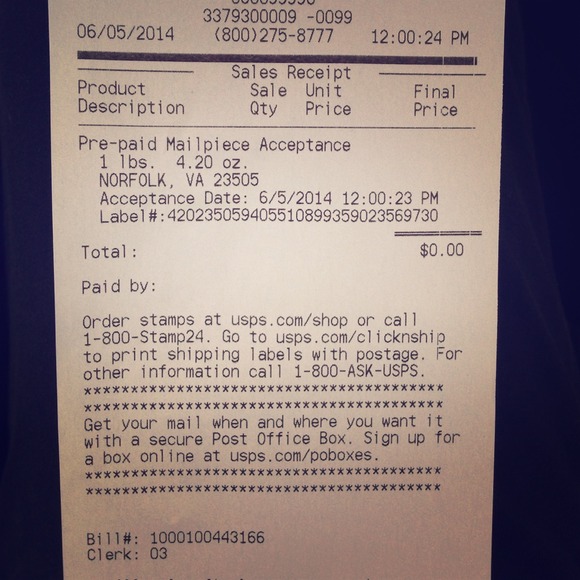 3379300009 -0099
06/05/2014 (800)275-8777 12:00:24 PM
Sales Receipt
Product Sale Unit Final
Description Qty Price Price
Pre-paid Mailpiece Acceptance
1 lbs. 4.20 oz.
NORFOLK, VA 23505
Acceptance Date: 6/5/2014 12:00:23 PM
Label#:420235059405510899359023569730
Total: $0.00
Paid by:
Order stamps at usps.com/shop or call
1-800-Stamp24. Go to usps.com/clicknship
to print shipping labels with postage. For
other information call 1-800-ASK-USPS.
****************************************
****************************************
Get your mail when and where you want it
with a secure Post Office Box. Sign up for
a box online at usps.com/poboxes.
****************************************
****************************************
Bill#: 1000100443166
Clerk: 03